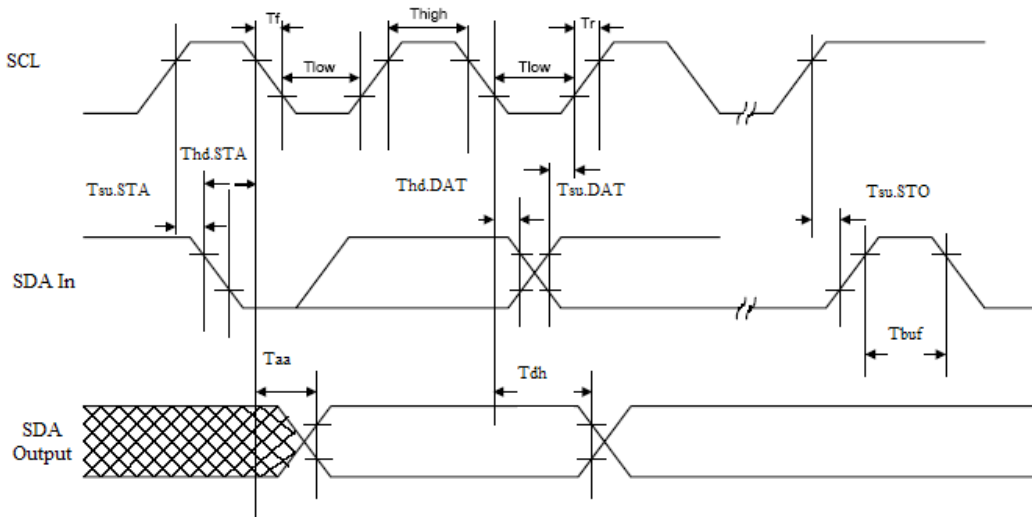 Tf
Thigh
Tr
SCL
Tlow
Tlow
Thd.STA
Tsu.STA
Thd.DAT
Tsu.DAT
Tsu.STO
SDA In
Taa
Tdh
Tbuf
SDA
Output